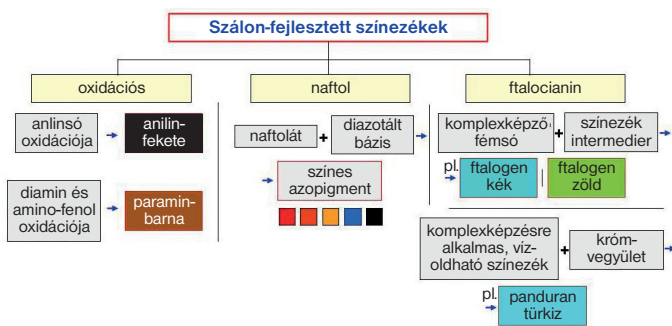 Szálon-fejlesztett színezékek
oxidációs
anlinsó
oxidációja
anilin-
fekete
diamin és
amino-fenol
oxidációja
paramin-
barna
naftol
naftolát
+
diazotált
bázis
színes
azopigment
ftalocianin
komplexképző
fémsó
+
színezék
intermedier
pl.
ftalogen
kék
ftalogen
zöld
komplexképzésre
alkalmas, víz-
oldható színezék
+
króm-
vegyület
pl.
panduran
türkiz